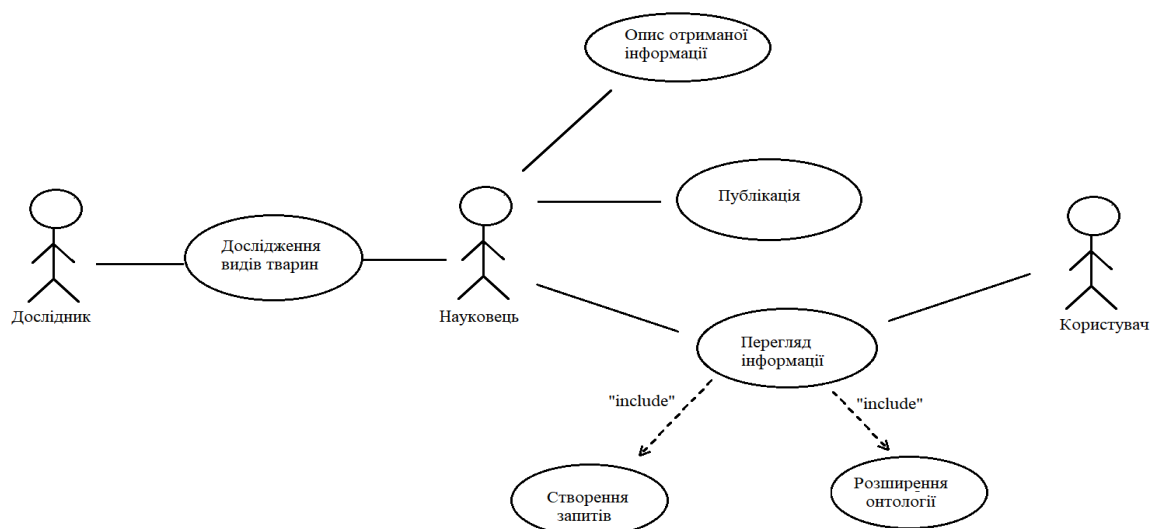 Опис отриманої
інформації
Публікація
Дослідження
видів тварин
Дослідник
Науковець
Користувач
Перегляд
інформації
"include"
"include"
Створення
запитів
Розширення
онтології